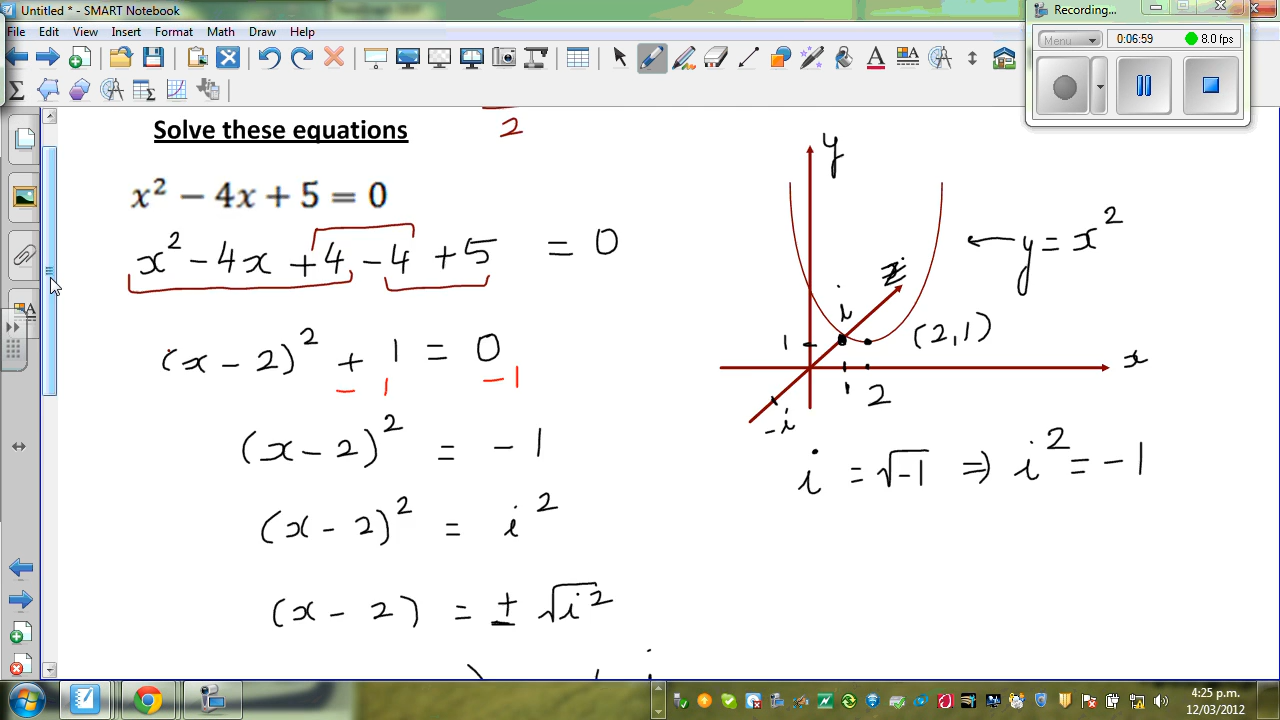 Untitled * - SMART Notebook
Recording...
File Edit View Insert Format Math Draw Help
Menu 0:06:59 8.0 fps
2
Solve these equations
x² − 4x + 5 = 0
x² − 4x + 4 − 4 + 5 = 0
(x − 2)² + 1 = 0
− 1 − 1
(x − 2)² = − 1
(x − 2)² = i²
(x − 2) = ± √i²
y
y = x²
i
1
(2,1)
x
1 2
-i
i = √-1 ⇒ i² = − 1
4:25 p.m.
12/03/2012